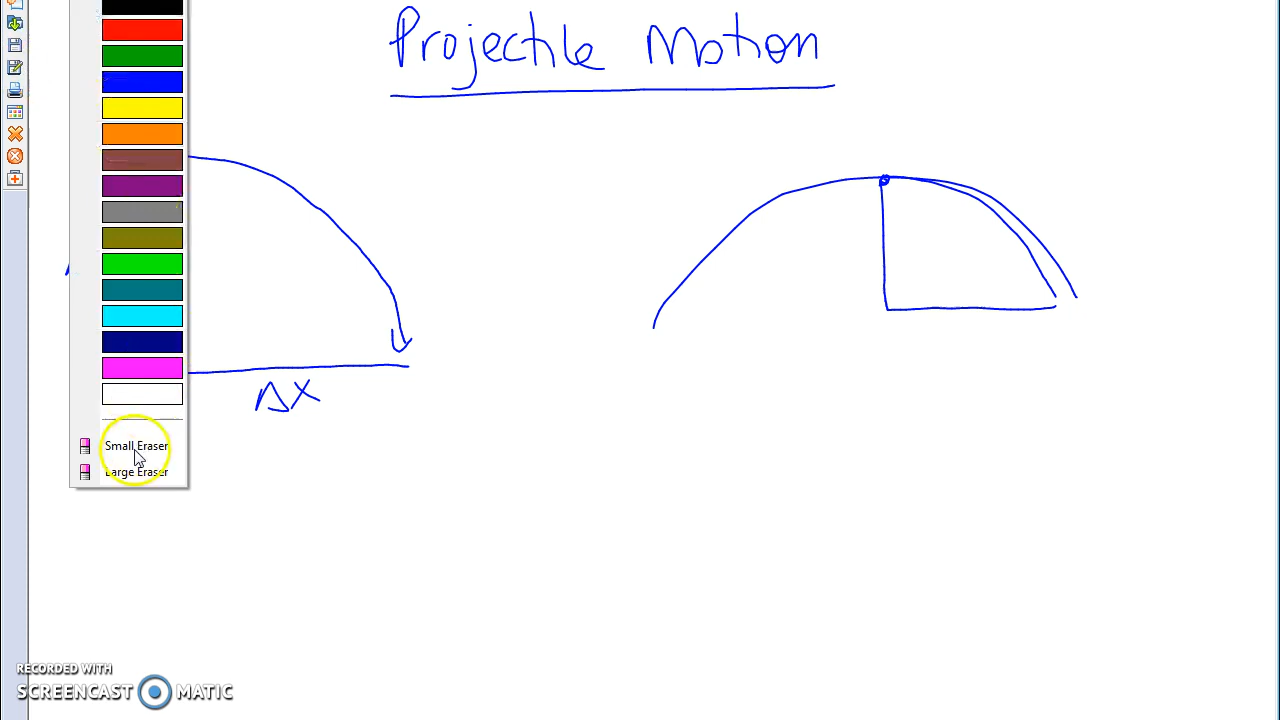 Projectile Motion
Δx
Small Eraser
Large Eraser
RECORDED WITH
SCREENCAST MATIC